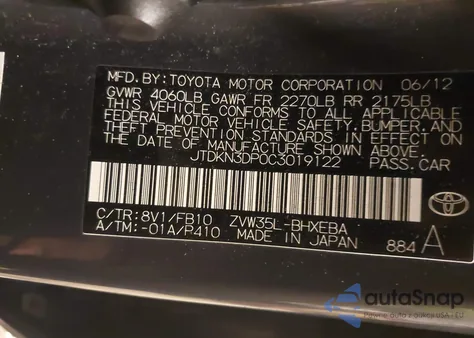 MFD. BY: TOYOTA MOTOR CORPORATION 06/12
GVWR 4060LB GAWR FR 2270LB RR 2175LB
THIS VEHICLE CONFORMS TO ALL APPLICABLE
FEDERAL MOTOR VEHICLE SAFETY, BUMPER, AND
THEFT PREVENTION STANDARDS IN EFFECT ON
THE DATE OF MANUFACTURE SHOWN ABOVE.
JTDKN3DP0C3019122 PASS. CAR
C/TR: 8V1/FB10 ZVW35L-BHXEBA
A/TM: -01A/P410 MADE IN JAPAN 884 A
autoSnap